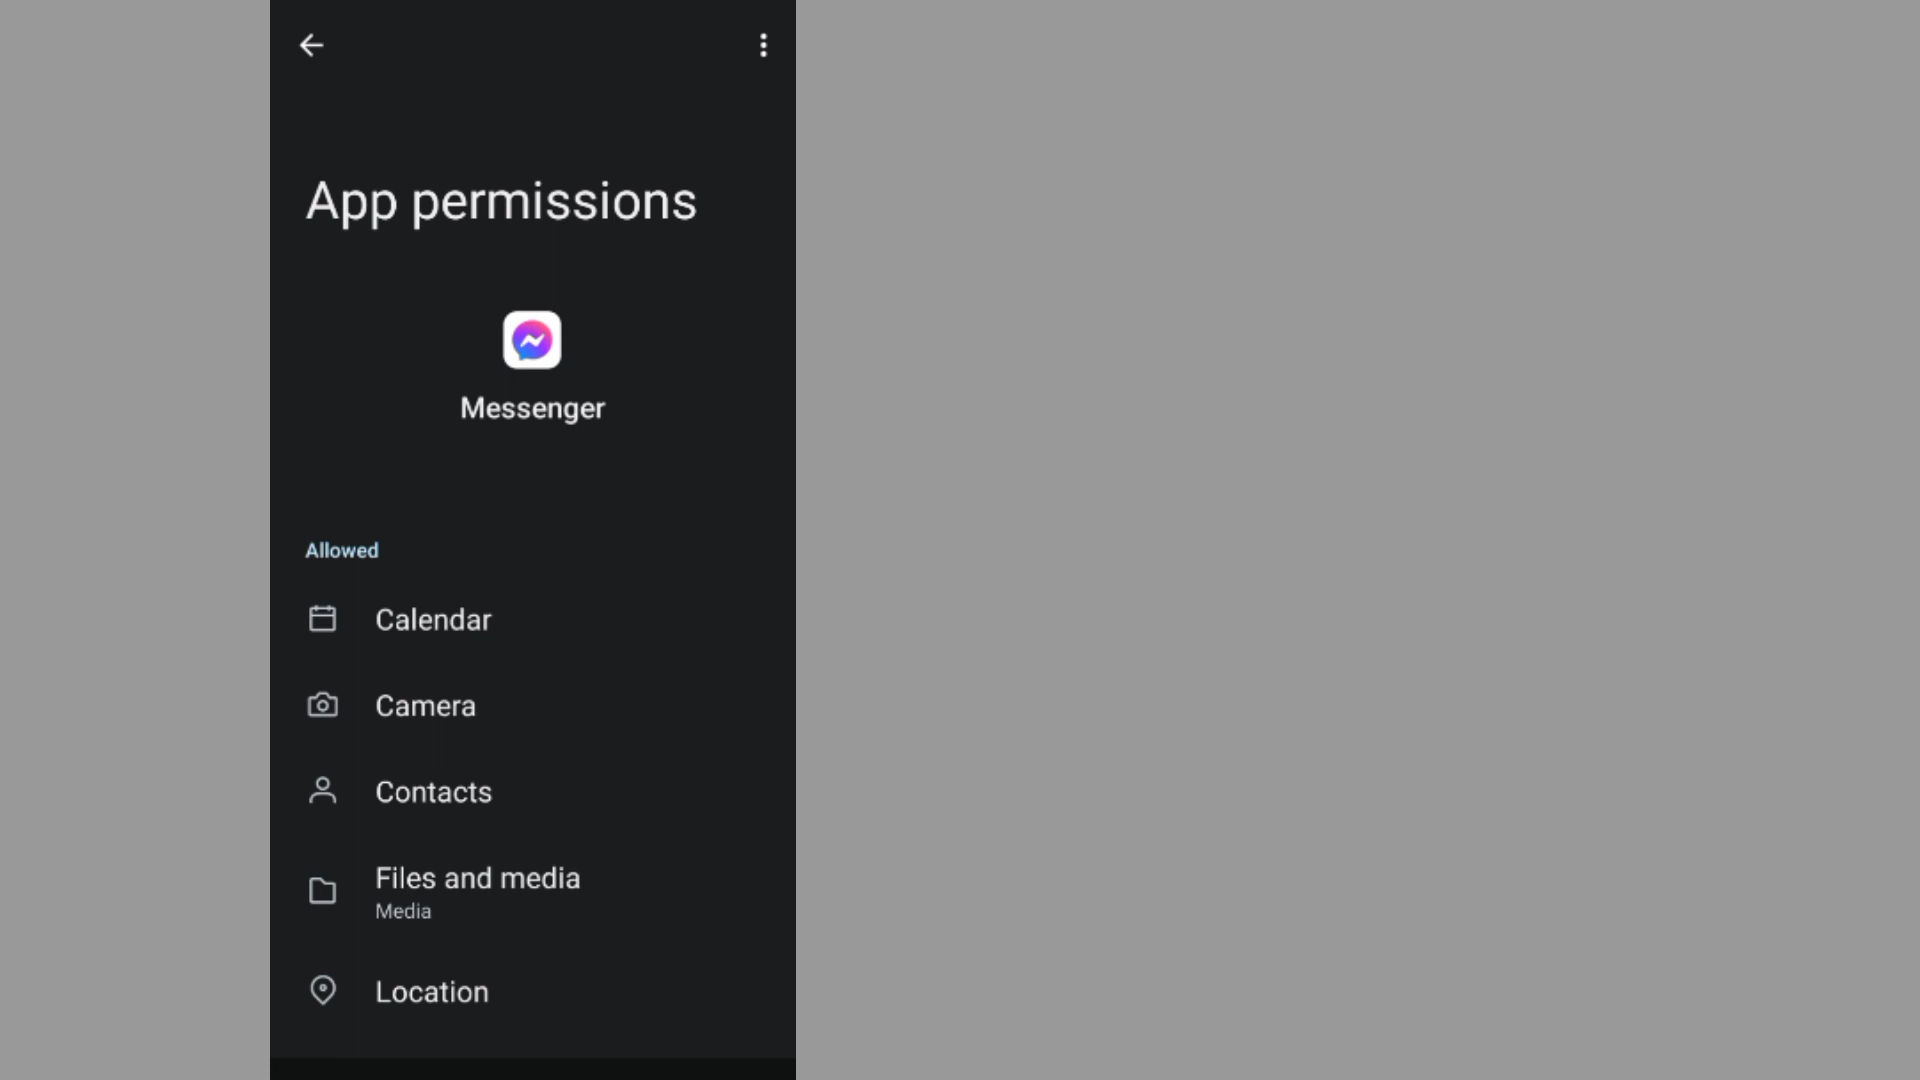 App permissions
Messenger
Allowed
Calendar
Camera
Contacts
Files and media
Media
Location